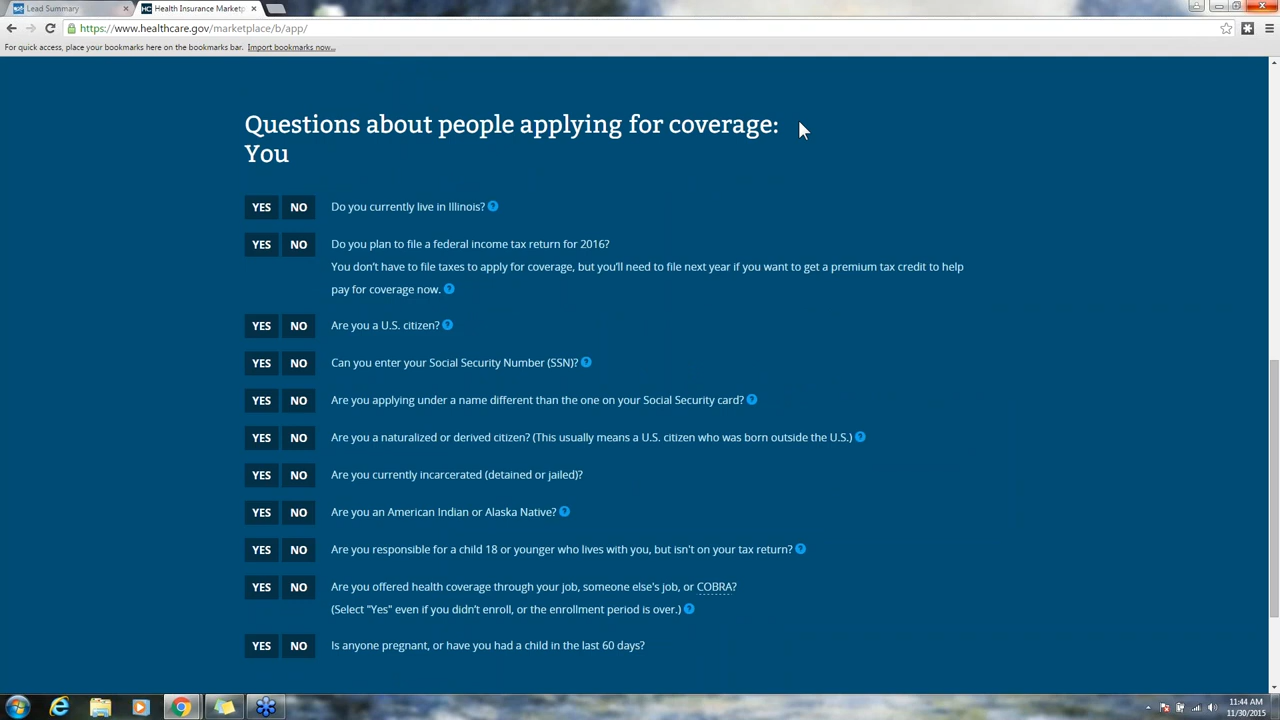 Lead Summary
Health Insurance Marketp
https://www.healthcare.gov/marketplace/b/app/
For quick access, place your bookmarks here on the bookmarks bar. Import bookmarks now...
Questions about people applying for coverage:
You
YES NO Do you currently live in Illinois? ?
YES NO Do you plan to file a federal income tax return for 2016?
You don't have to file taxes to apply for coverage, but you'll need to file next year if you want to get a premium tax credit to help
pay for coverage now. ?
YES NO Are you a U.S. citizen? ?
YES NO Can you enter your Social Security Number (SSN)? ?
YES NO Are you applying under a name different than the one on your Social Security card? ?
YES NO Are you a naturalized or derived citizen? (This usually means a U.S. citizen who was born outside the U.S.) ?
YES NO Are you currently incarcerated (detained or jailed)?
YES NO Are you an American Indian or Alaska Native? ?
YES NO Are you responsible for a child 18 or younger who lives with you, but isn't on your tax return? ?
YES NO Are you offered health coverage through your job, someone else's job, or COBRA?
(Select "Yes" even if you didn't enroll, or the enrollment period is over.) ?
YES NO Is anyone pregnant, or have you had a child in the last 60 days?
11:44 AM
11/30/2015